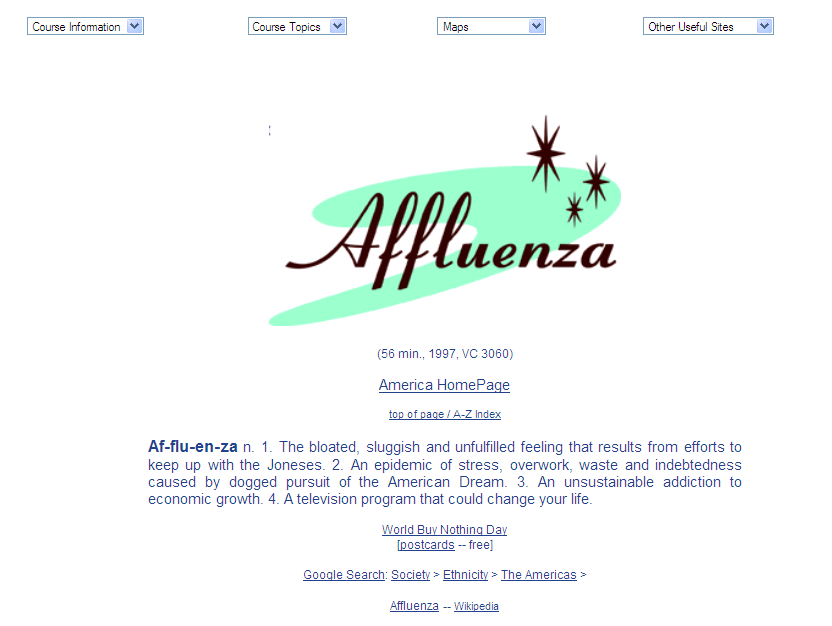 Course Information
Course Topics
Maps
Other Useful Sites
Affluenza
(56 min., 1997, VC 3060)
America HomePage
top of page / A-Z Index
Af-flu-en-za n. 1. The bloated, sluggish and unfulfilled feeling that results from efforts to
keep up with the Joneses. 2. An epidemic of stress, overwork, waste and indebtedness
caused by dogged pursuit of the American Dream. 3. An unsustainable addiction to
economic growth. 4. A television program that could change your life.
World Buy Nothing Day
[postcards -- free]
Google Search: Society > Ethnicity > The Americas >
Affluenza -- Wikipedia